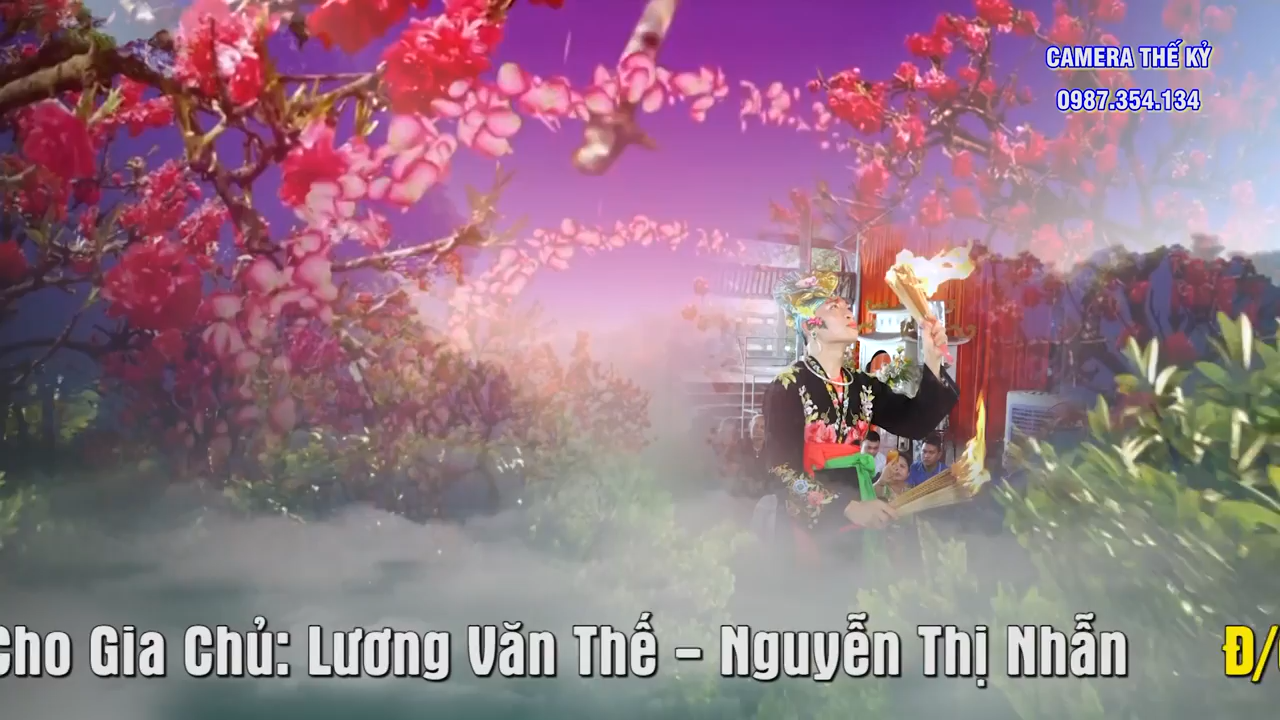 CAMERA THẾ KỶ
0987.354.134
Cho Gia Chủ: Lương Văn Thế – Nguyễn Thị Nhẫn Đ/